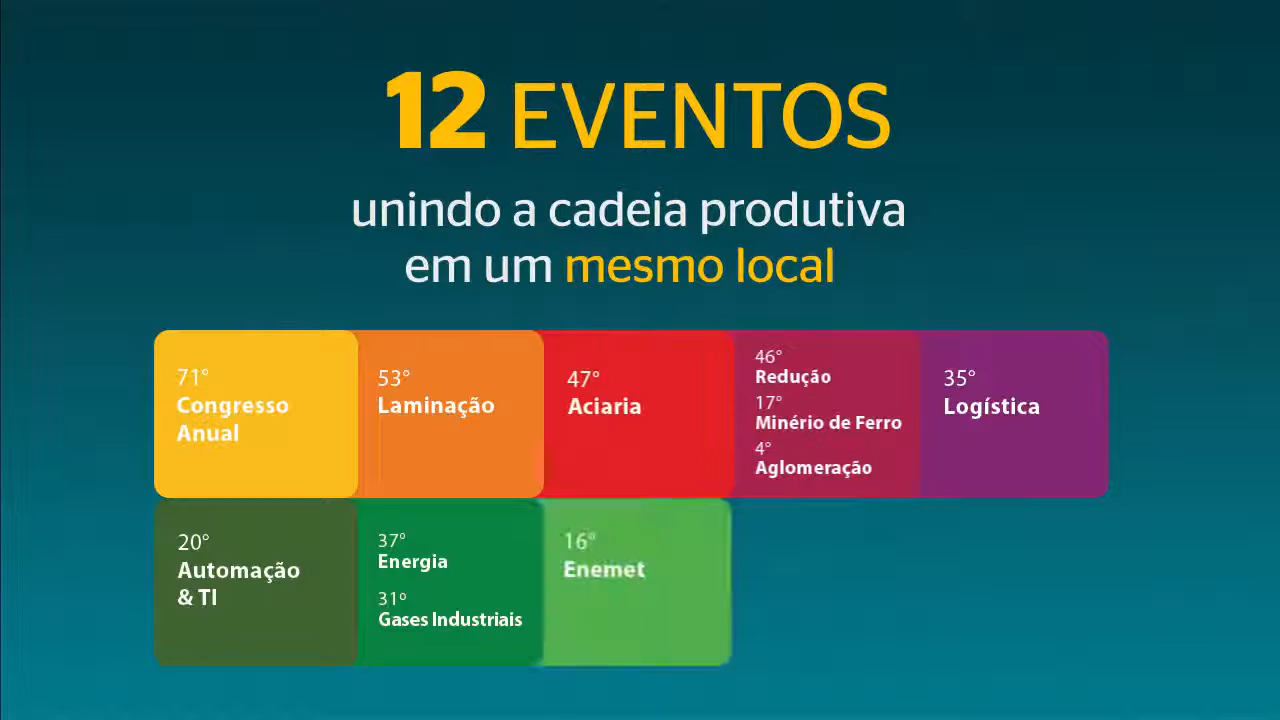 12 EVENTOS
unindo a cadeia produtiva
em um mesmo local
71°
Congresso
Anual
53°
Laminação
47°
Aciaria
46°
Redução
17°
Minério de Ferro
4°
Aglomeração
35°
Logística
20°
Automação
& TI
37°
Energia
31º
Gases Industriais
16°
Enemet